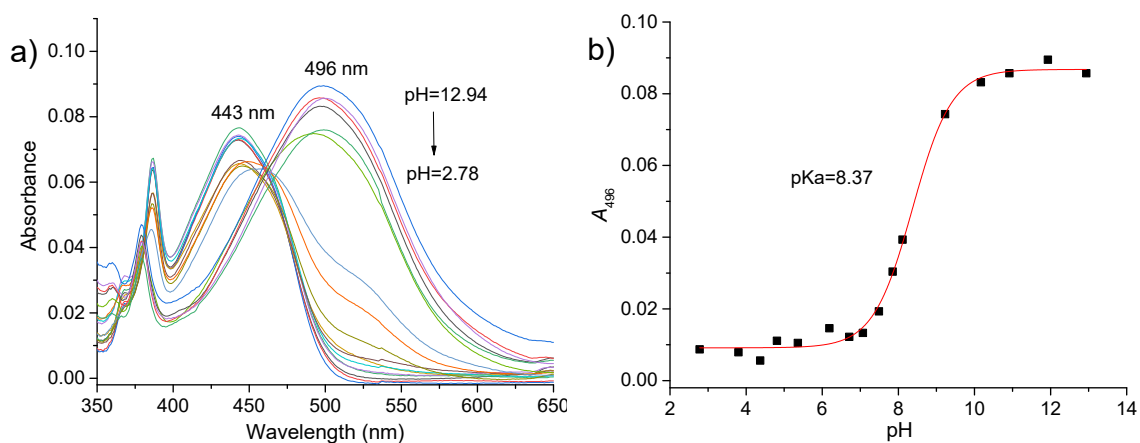 a)
0.10
0.08
0.06
0.04
0.02
0.00
Absorbance
443 nm
496 nm
pH=12.94
pH=2.78
350 400 450 500 550 600 650
Wavelength (nm)
b)
0.10
0.08
0.06
0.04
0.02
0.00
A496
pKa=8.37
2 4 6 8 10 12 14
pH